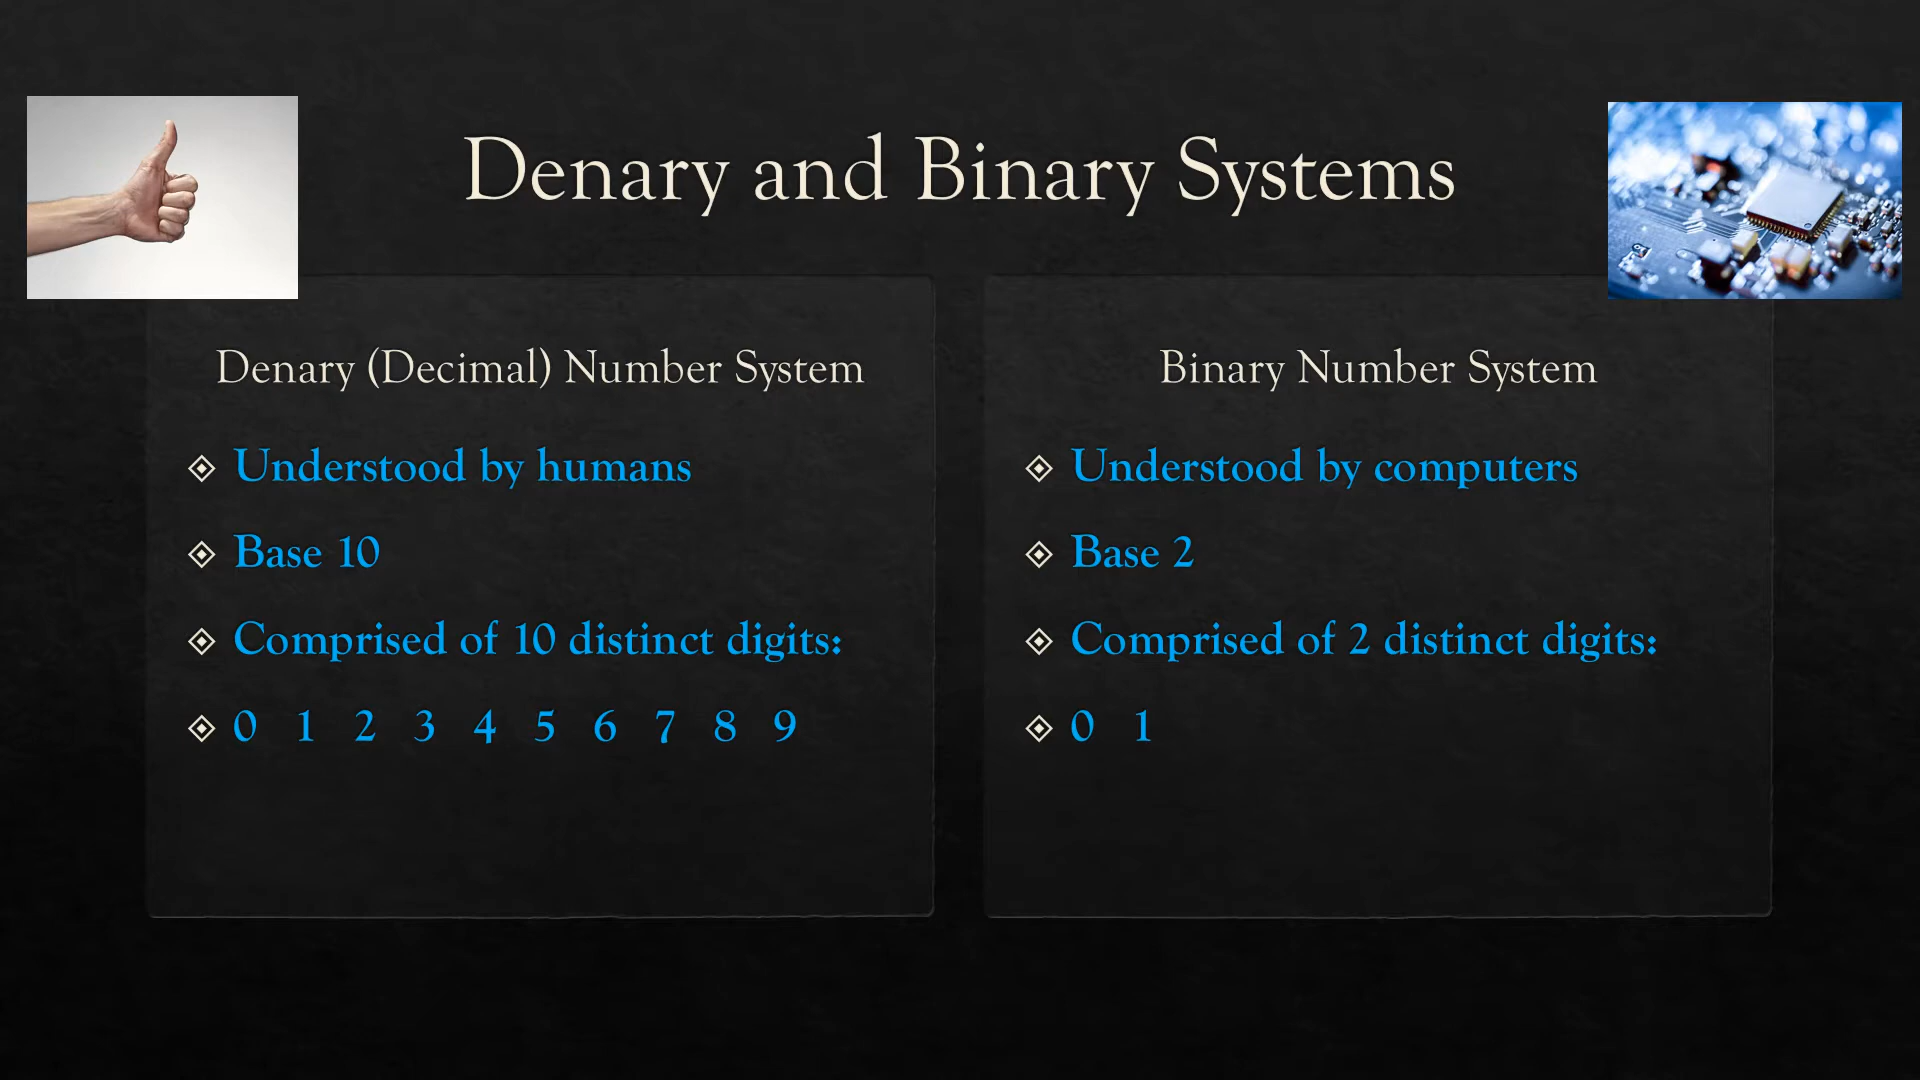 Denary and Binary Systems
Denary (Decimal) Number System
Understood by humans
Base 10
Comprised of 10 distinct digits:
0 1 2 3 4 5 6 7 8 9
Binary Number System
Understood by computers
Base 2
Comprised of 2 distinct digits:
0 1